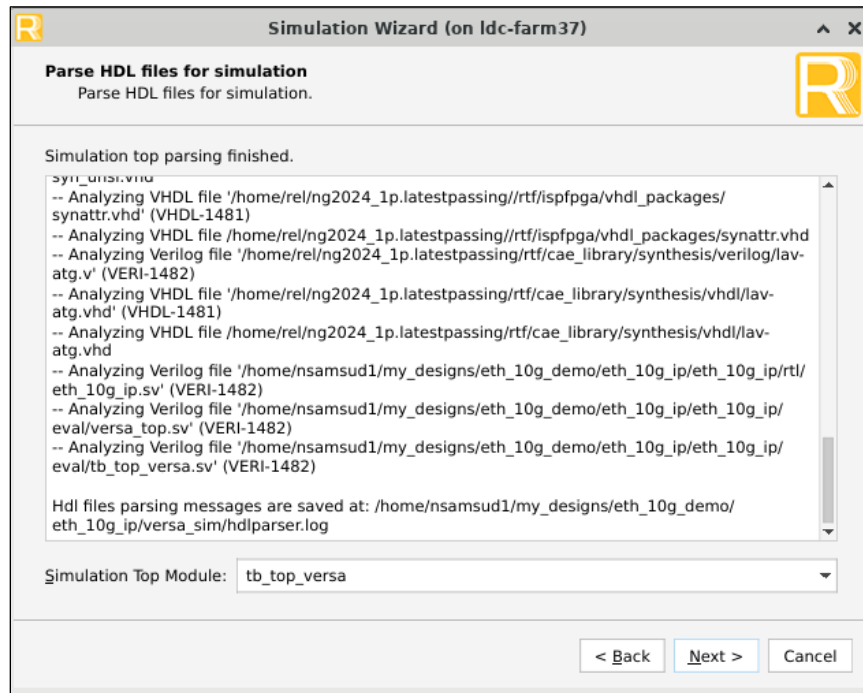 Simulation Wizard (on ldc-farm37)
Parse HDL files for simulation
Parse HDL files for simulation.
Simulation top parsing finished.
syn_unsi.vhd
-- Analyzing VHDL file '/home/rel/ng2024_1p.latestpassing//rtf/ispfpga/vhdl_packages/
synattr.vhd' (VHDL-1481)
-- Analyzing VHDL file /home/rel/ng2024_1p.latestpassing//rtf/ispfpga/vhdl_packages/synattr.vhd
-- Analyzing Verilog file '/home/rel/ng2024_1p.latestpassing/rtf/cae_library/synthesis/verilog/lav-
atg.v' (VERI-1482)
-- Analyzing VHDL file '/home/rel/ng2024_1p.latestpassing/rtf/cae_library/synthesis/vhdl/lav-
atg.vhd' (VHDL-1481)
-- Analyzing VHDL file /home/rel/ng2024_1p.latestpassing/rtf/cae_library/synthesis/vhdl/lav-
atg.vhd
-- Analyzing Verilog file '/home/nsamsud1/my_designs/eth_10g_demo/eth_10g_ip/eth_10g_ip/rtl/
eth_10g_ip.sv' (VERI-1482)
-- Analyzing Verilog file '/home/nsamsud1/my_designs/eth_10g_demo/eth_10g_ip/eth_10g_ip/
eval/versa_top.sv' (VERI-1482)
-- Analyzing Verilog file '/home/nsamsud1/my_designs/eth_10g_demo/eth_10g_ip/eth_10g_ip/
eval/tb_top_versa.sv' (VERI-1482)
Hdl files parsing messages are saved at: /home/nsamsud1/my_designs/eth_10g_demo/
eth_10g_ip/versa_sim/hdlparser.log
Simulation Top Module: tb_top_versa
< Back Next > Cancel